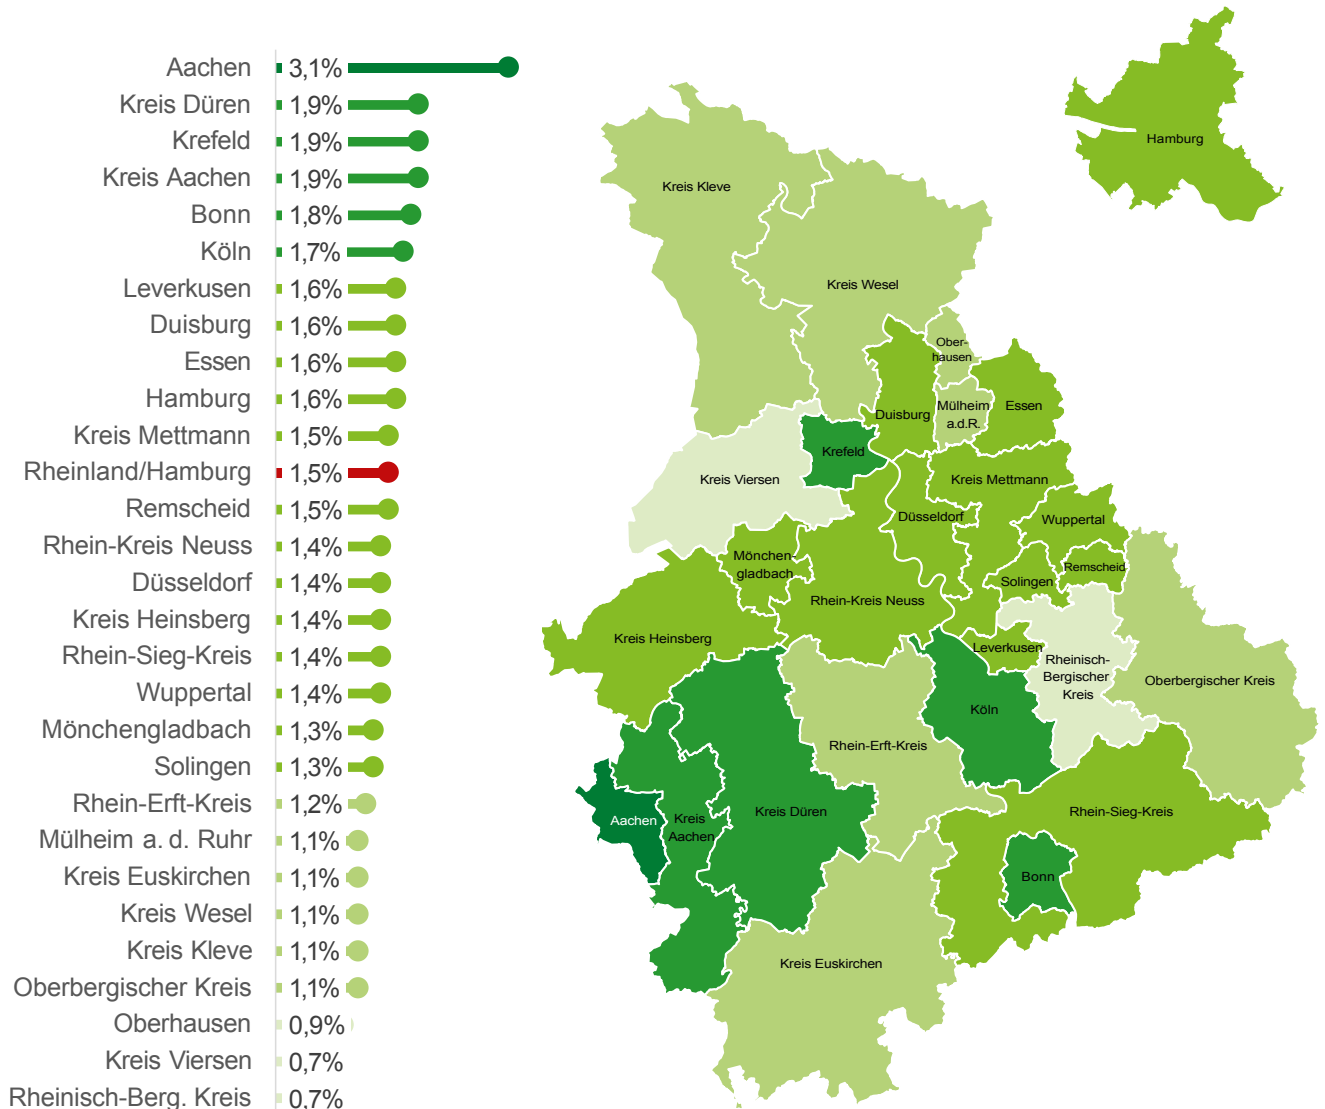 Aachen 3,1%
Kreis Düren 1,9%
Krefeld 1,9%
Kreis Aachen 1,9%
Bonn 1,8%
Köln 1,7%
Leverkusen 1,6%
Duisburg 1,6%
Essen 1,6%
Hamburg 1,6%
Kreis Mettmann 1,5%
Rheinland/Hamburg 1,5%
Remscheid 1,5%
Rhein-Kreis Neuss 1,4%
Düsseldorf 1,4%
Kreis Heinsberg 1,4%
Rhein-Sieg-Kreis 1,4%
Wuppertal 1,4%
Mönchengladbach 1,3%
Solingen 1,3%
Rhein-Erft-Kreis 1,2%
Mülheim a. d. Ruhr 1,1%
Kreis Euskirchen 1,1%
Kreis Wesel 1,1%
Kreis Kleve 1,1%
Oberbergischer Kreis 1,1%
Oberhausen 0,9%
Kreis Viersen 0,7%
Rheinisch-Berg. Kreis 0,7%
Hamburg
Kreis Kleve
Kreis Wesel
Ober-
hausen
Duisburg
Mülheim
a.d.R.
Essen
Krefeld
Kreis Viersen
Kreis Mettmann
Düsseldorf
Wuppertal
Mönchen-
gladbach
Remscheid
Solingen
Rhein-Kreis Neuss
Kreis Heinsberg
Leverkusen
Rheinisch-
Bergischer
Kreis
Oberbergischer Kreis
Köln
Rhein-Erft-Kreis
Aachen
Kreis
Aachen
Kreis Düren
Rhein-Sieg-Kreis
Bonn
Kreis Euskirchen